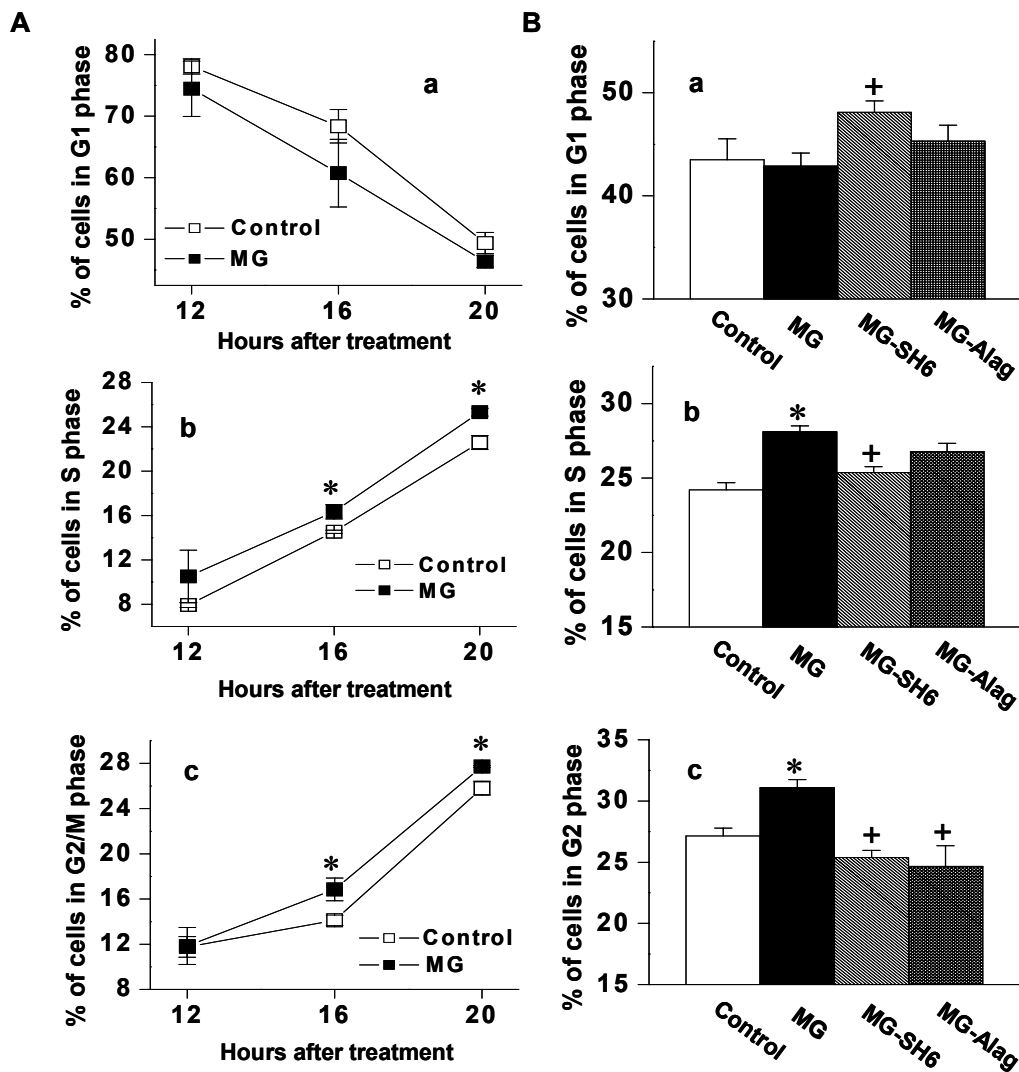 A
% of cells in G1 phase
80
70
60
50
a
Control
MG
12 16 20
Hours after treatment
% of cells in S phase
28
24
20
16
12
8
b
*
*
Control
MG
12 16 20
Hours after treatment
% of cells in G2/M phase
28
24
20
16
12
8
c
*
*
Control
MG
12 16 20
Hours after treatment
B
% of cells in G1 phase
50
40
30
a
+
Control MG MG-SH6 MG-Alag
% of cells in S phase
30
25
20
15
b
*
+
Control MG MG-SH6 MG-Alag
% of cells in G2 phase
35
30
25
20
15
c
*
+ +
Control MG MG-SH6 MG-Alag